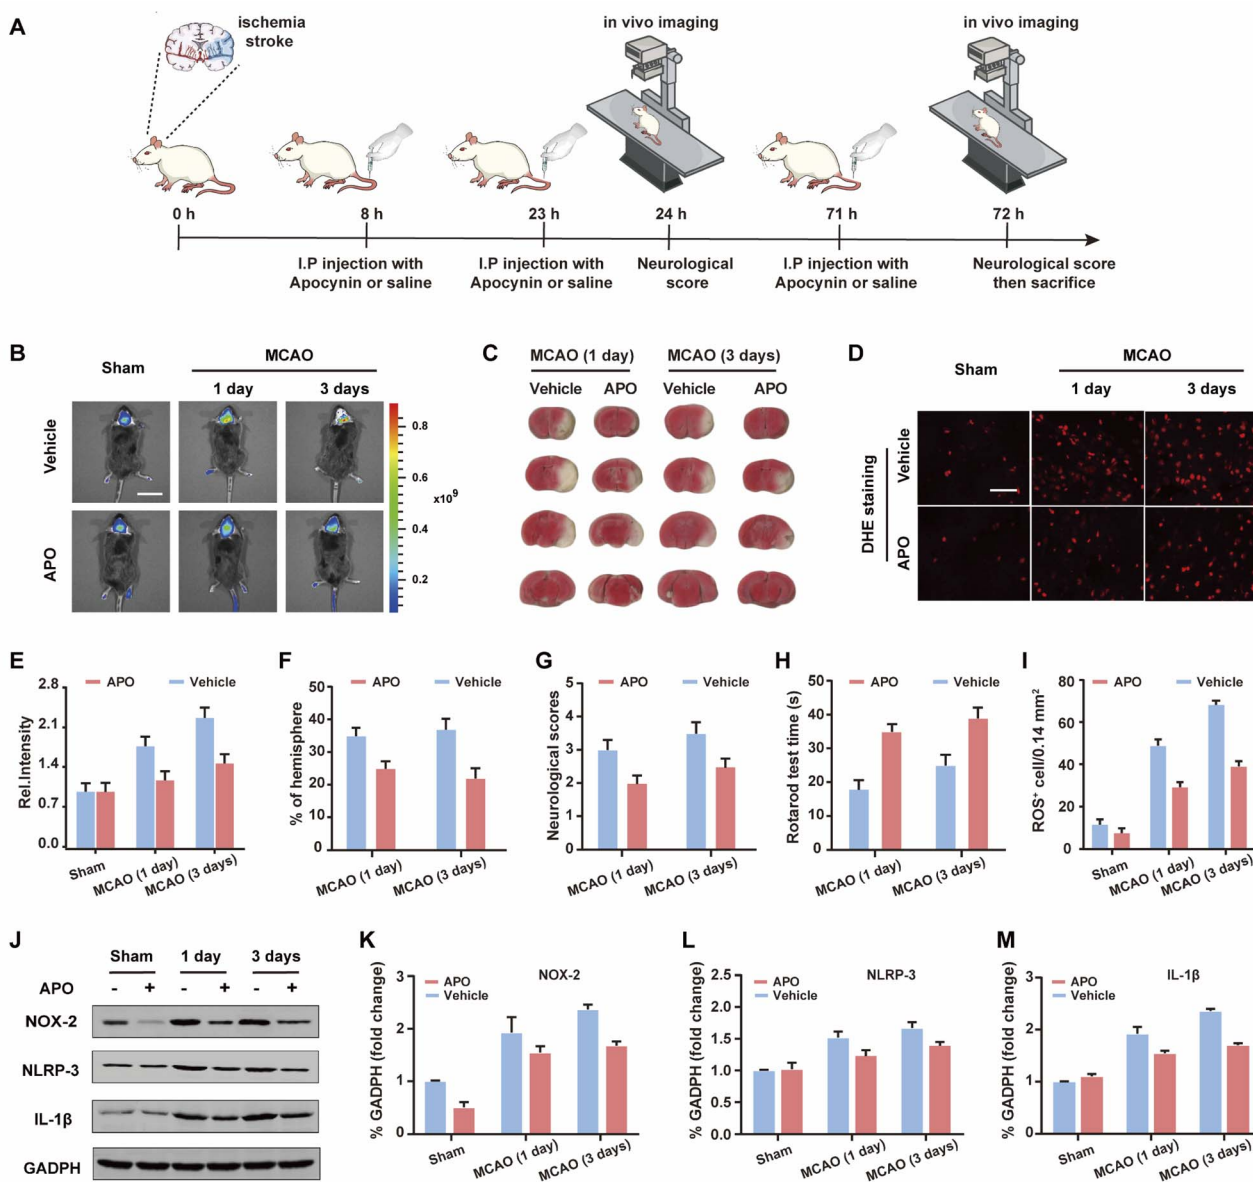 A
ischemia
stroke
in vivo imaging
in vivo imaging
0 h
8 h
23 h
24 h
71 h
72 h
I.P injection with
Apocynin or saline
I.P injection with
Apocynin or saline
Neurological
score
I.P injection with
Apocynin or saline
Neurological score
then sacrifice
B
Sham
MCAO
1 day
3 days
Vehicle
APO
0.8
0.6
x10⁹
0.4
0.2
C
MCAO (1 day)
MCAO (3 days)
Vehicle
APO
Vehicle
APO
D
Sham
MCAO
1 day
3 days
DHE staining
Vehicle
APO
E
APO
Vehicle
Rel.Intensity
2.8
2.1
1.4
0.7
0.0
Sham
MCAO (1 day)
MCAO (3 days)
F
APO
Vehicle
% of hemisphere
50
40
30
20
10
0
MCAO (1 day)
MCAO (3 days)
G
APO
Vehicle
Neurological scores
5
4
3
2
1
0
MCAO (1 day)
MCAO (3 days)
H
APO
Vehicle
Rotarod test time (s)
50
40
30
20
10
0
MCAO (1 day)
MCAO (3 days)
I
APO
Vehicle
ROS⁺ cell/0.14 mm²
80
60
40
20
0
Sham
MCAO (1 day)
MCAO (3 days)
J
Sham
1 day
3 days
APO
- + - + - +
NOX-2
NLRP-3
IL-1β
GADPH
K
NOX-2
APO
Vehicle
% GADPH (fold change)
3
2
1
0
Sham
MCAO (1 day)
MCAO (3 days)
L
NLRP-3
APO
Vehicle
% GADPH (fold change)
2.5
2.0
1.5
1.0
0.5
0.0
Sham
MCAO (1 day)
MCAO (3 days)
M
IL-1β
APO
Vehicle
% GADPH (fold change)
3
2
1
0
Sham
MCAO (1 day)
MCAO (3 days)